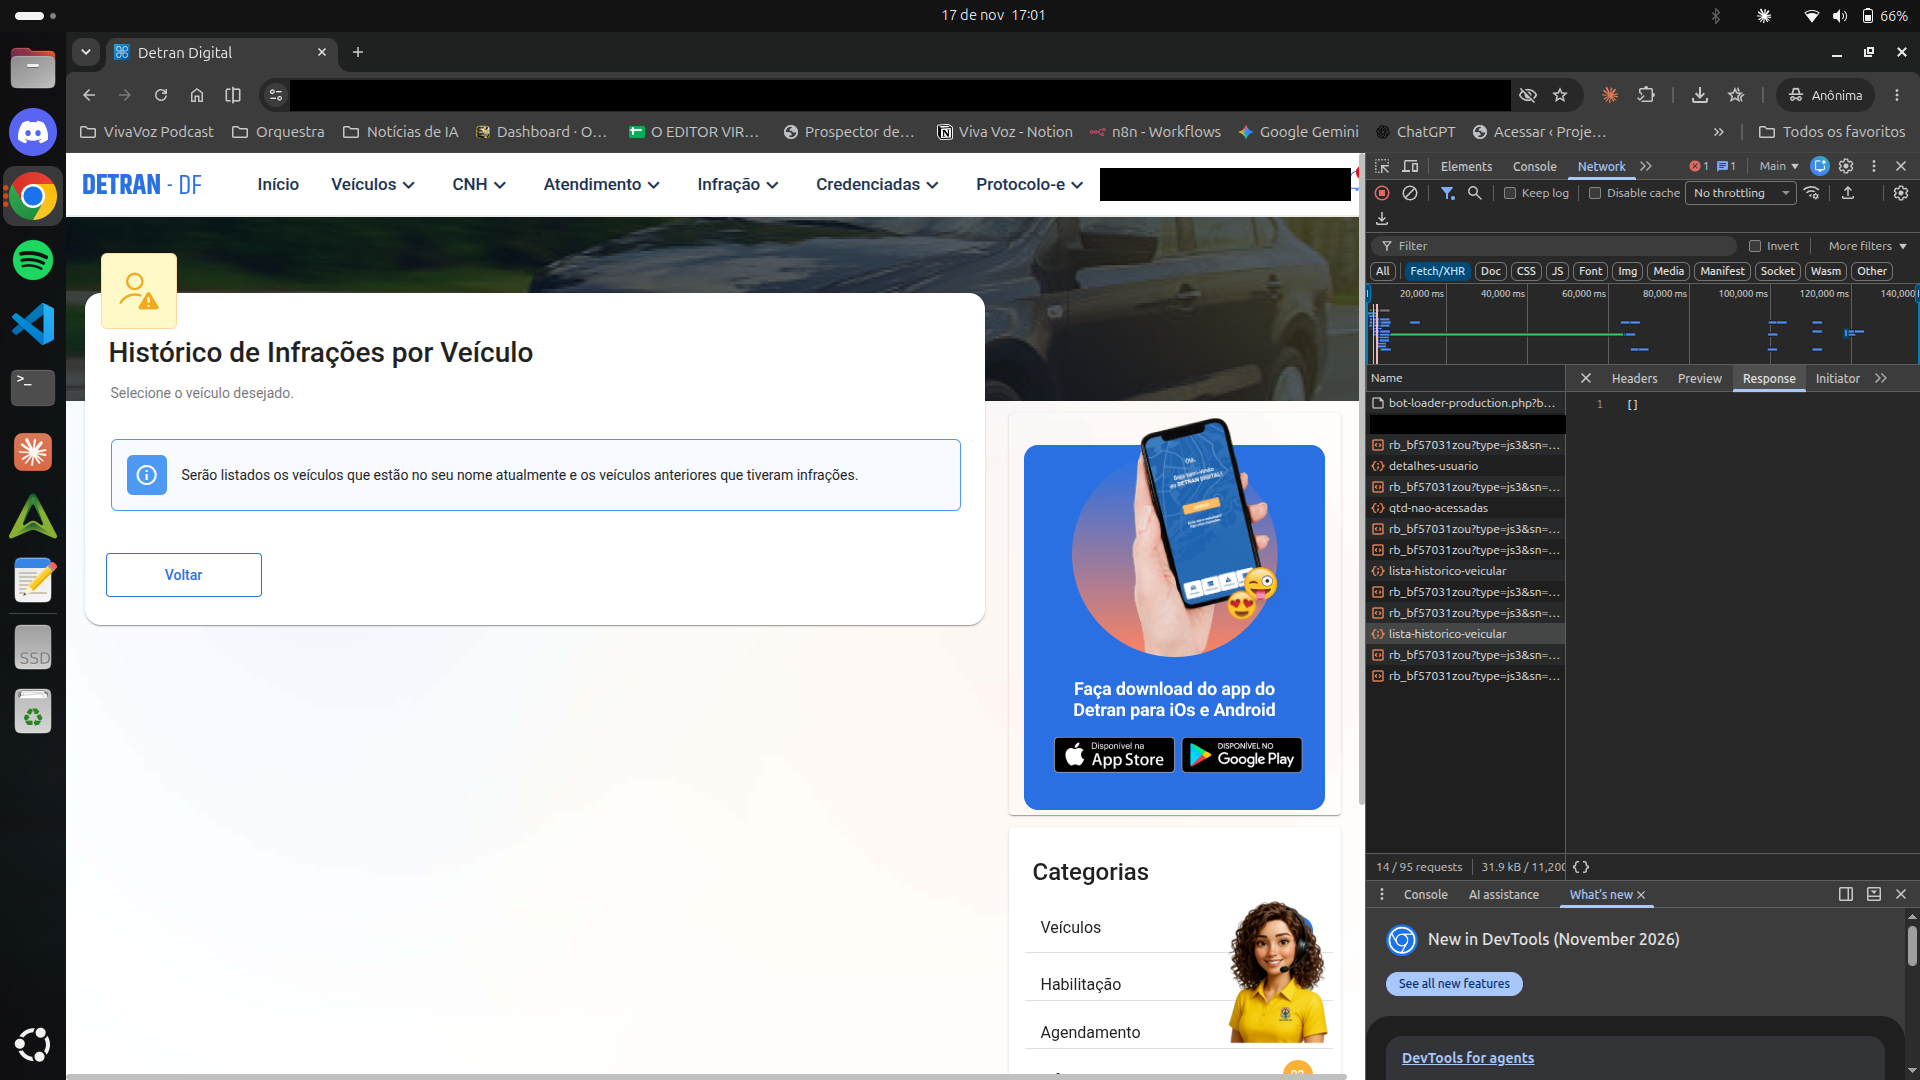 17 de nov 17:01
66%
Detran Digital
Anônima
VivaVoz Podcast
Orquestra
Notícias de IA
Dashboard · O...
O EDITOR VIR...
Prospector de...
Viva Voz - Notion
n8n - Workflows
Google Gemini
ChatGPT
Acessar ‹ Proje...
Todos os favoritos
DETRAN - DF
Início
Veículos
CNH
Atendimento
Infração
Credenciadas
Protocolo-e
Histórico de Infrações por Veículo
Selecione o veículo desejado.
Serão listados os veículos que estão no seu nome atualmente e os veículos anteriores que tiveram infrações.
Voltar
Olá,
Seja bem-vindo
ao DETRAN DIGITAL!
Faça download do app do
Detran para iOs e Android
Disponível na
App Store
DISPONÍVEL NO
Google Play
Categorias
Veículos
Habilitação
Agendamento
SSD
Elements
Console
Network
1
1
Main
Keep log
Disable cache
No throttling
Filter
Invert
More filters
All
Fetch/XHR
Doc
CSS
JS
Font
Img
Media
Manifest
Socket
Wasm
Other
20,000 ms
40,000 ms
60,000 ms
80,000 ms
100,000 ms
120,000 ms
140,000
Name
Headers
Preview
Response
Initiator
bot-loader-production.php?b...
rb_bf57031zou?type=js3&sn=...
detalhes-usuario
rb_bf57031zou?type=js3&sn=...
qtd-nao-acessadas
rb_bf57031zou?type=js3&sn=...
rb_bf57031zou?type=js3&sn=...
lista-historico-veicular
rb_bf57031zou?type=js3&sn=...
rb_bf57031zou?type=js3&sn=...
lista-historico-veicular
rb_bf57031zou?type=js3&sn=...
rb_bf57031zou?type=js3&sn=...
1 []
14 / 95 requests
31.9 kB / 11,200
{}
Console
AI assistance
What's new
New in DevTools (November 2026)
See all new features
DevTools for agents